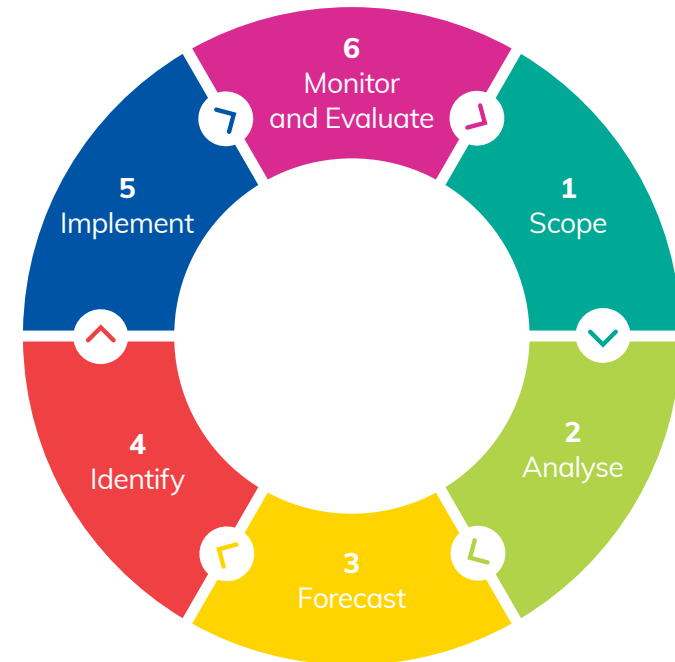 6
Monitor
and Evaluate
1
Scope
2
Analyse
3
Forecast
4
Identify
5
Implement